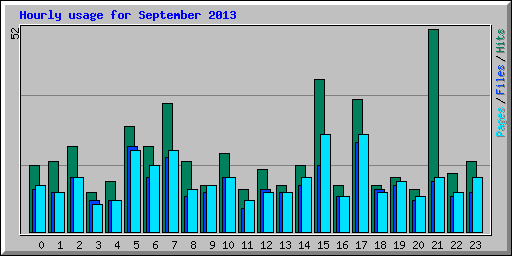 Hourly usage for September 2013
52
Pages/Files/Hits
0 1 2 3 4 5 6 7 8 9 10 11 12 13 14 15 16 17 18 19 20 21 22 23